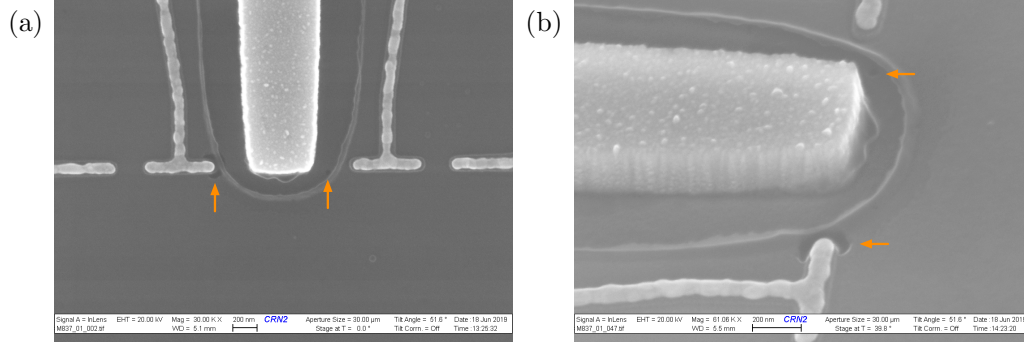 (a)
(b)
Signal A = InLens EHT = 20.00 kV Mag = 30.00 K X 200 nm CRN2 Aperture Size = 30.00 µm Tilt Angle = 51.6 ° Date :18 Jun 2019
M837_01_002.tif WD = 5.1 mm Stage at T = 0.0 ° Tilt Corrn. = Off Time :13:25:32
Signal A = InLens EHT = 20.00 kV Mag = 61.06 K X 200 nm CRN2 Aperture Size = 30.00 µm Tilt Angle = 51.6 ° Date :18 Jun 2019
M837_01_047.tif WD = 5.5 mm Stage at T = 39.8 ° Tilt Corrn. = Off Time :14:23:20